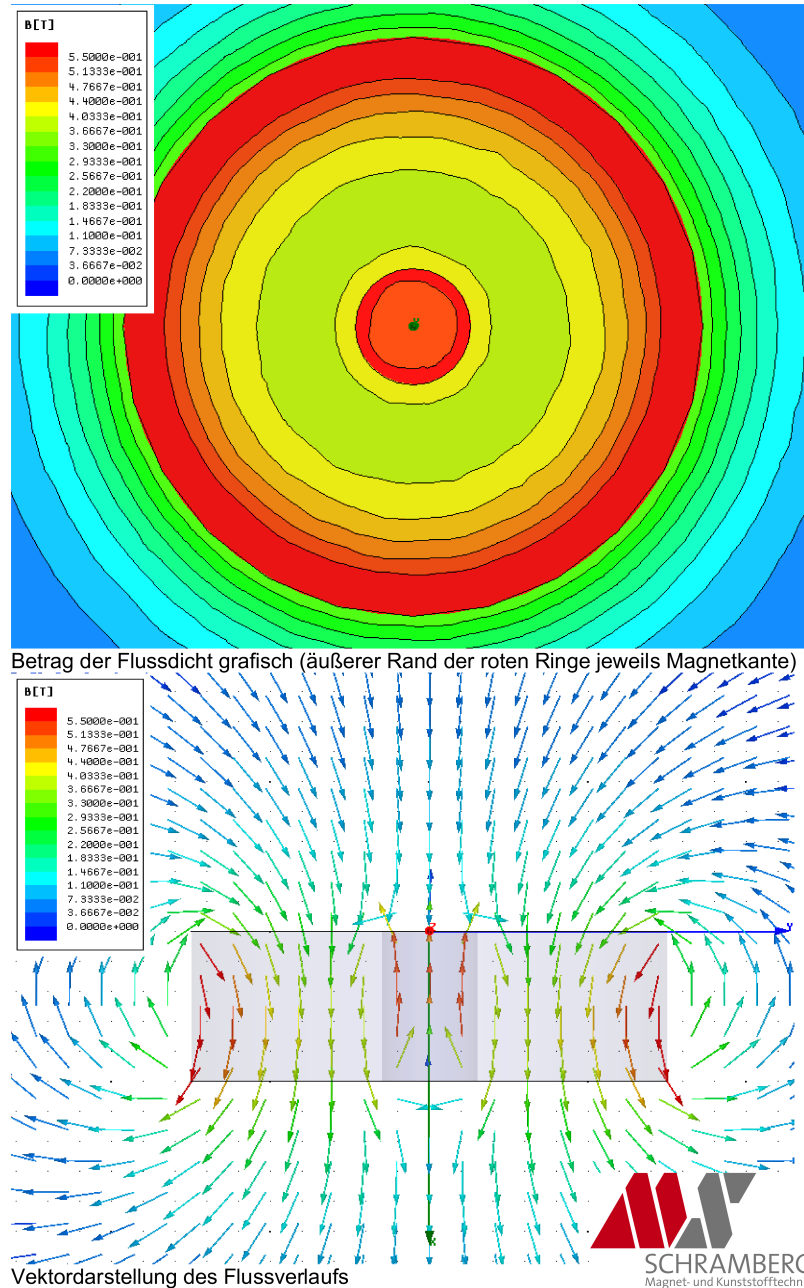 B[T]
5.5000e-001
5.1333e-001
4.7667e-001
4.4000e-001
4.0333e-001
3.6667e-001
3.3000e-001
2.9333e-001
2.5667e-001
2.2000e-001
1.8333e-001
1.4667e-001
1.1000e-001
7.3333e-002
3.6667e-002
0.0000e+000
Betrag der Flussdicht grafisch (äußerer Rand der roten Ringe jeweils Magnetkante)
B[T]
5.5000e-001
5.1333e-001
4.7667e-001
4.4000e-001
4.0333e-001
3.6667e-001
3.3000e-001
2.9333e-001
2.5667e-001
2.2000e-001
1.8333e-001
1.4667e-001
1.1000e-001
7.3333e-002
3.6667e-002
0.0000e+000
Y
SCHRAMBERG
Magnet- und Kunststofftechn
Vektordarstellung des Flussverlaufs